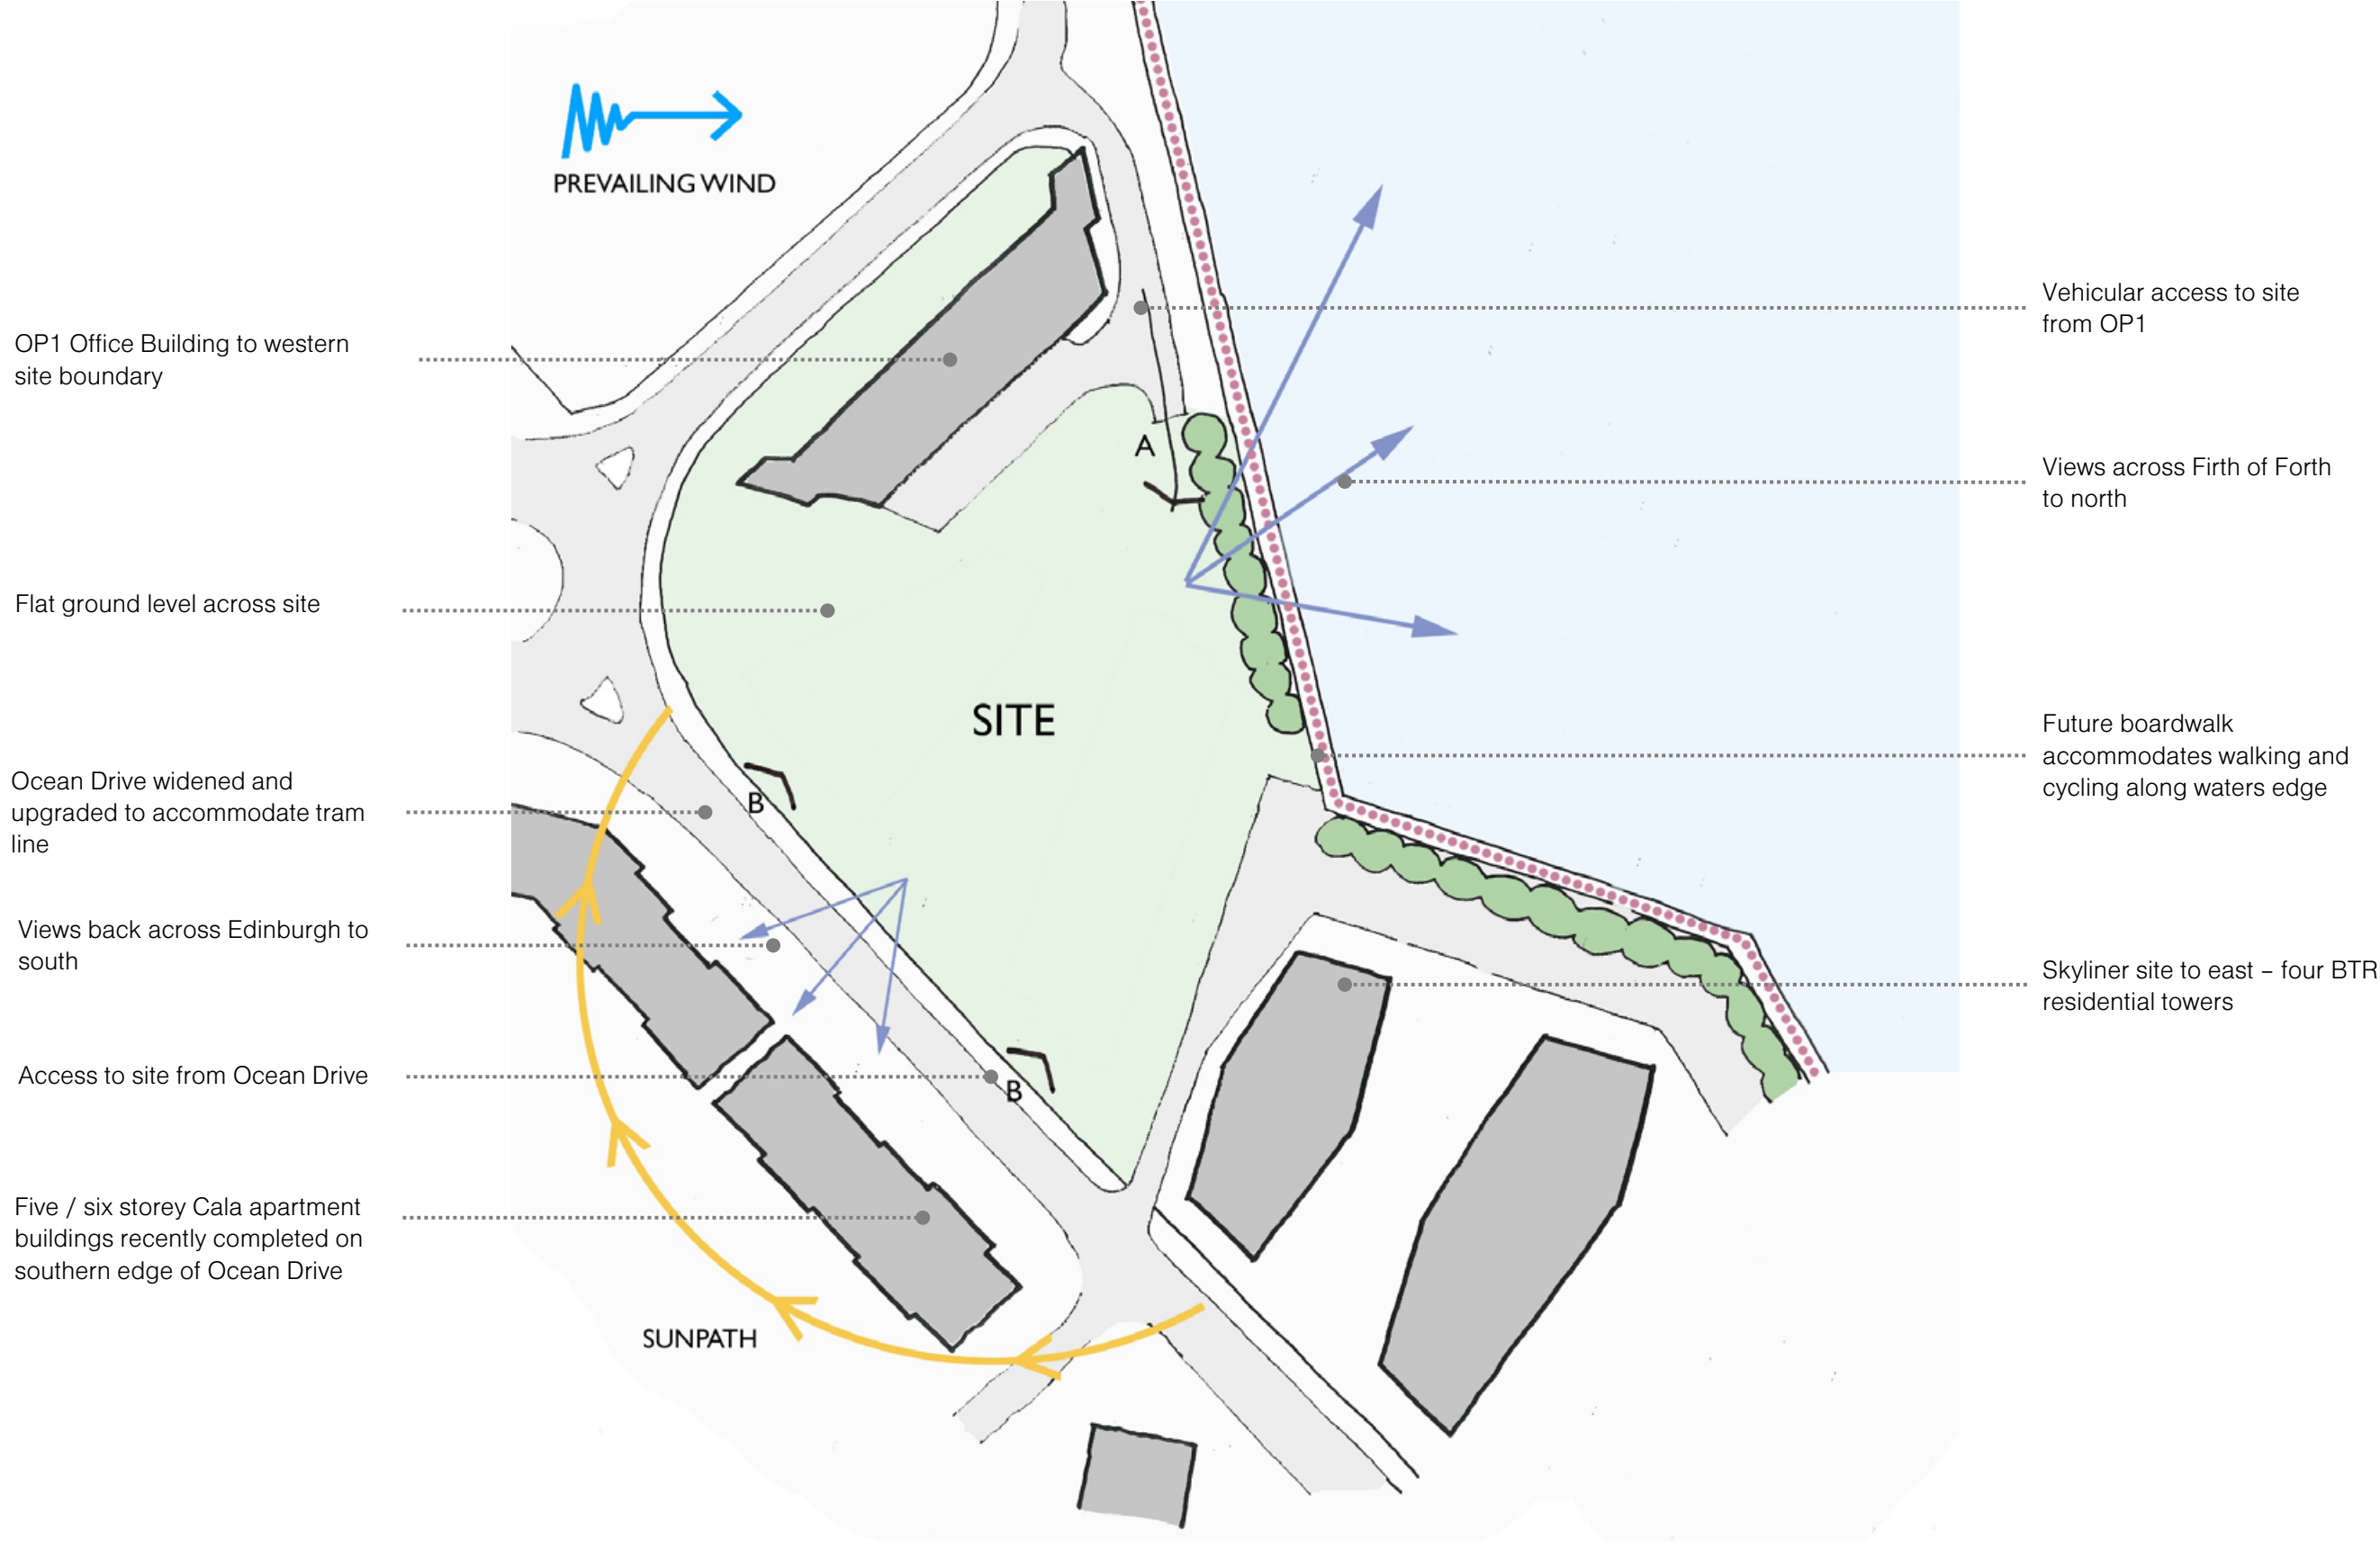 PREVAILING WIND
OP1 Office Building to western
site boundary
Flat ground level across site
Ocean Drive widened and
upgraded to accommodate tram
line
Views back across Edinburgh to
south
Access to site from Ocean Drive
Five / six storey Cala apartment
buildings recently completed on
southern edge of Ocean Drive
A
SITE
B
B
SUNPATH
Vehicular access to site
from OP1
Views across Firth of Forth
to north
Future boardwalk
accommodates walking and
cycling along waters edge
Skyliner site to east – four BTR
residential towers